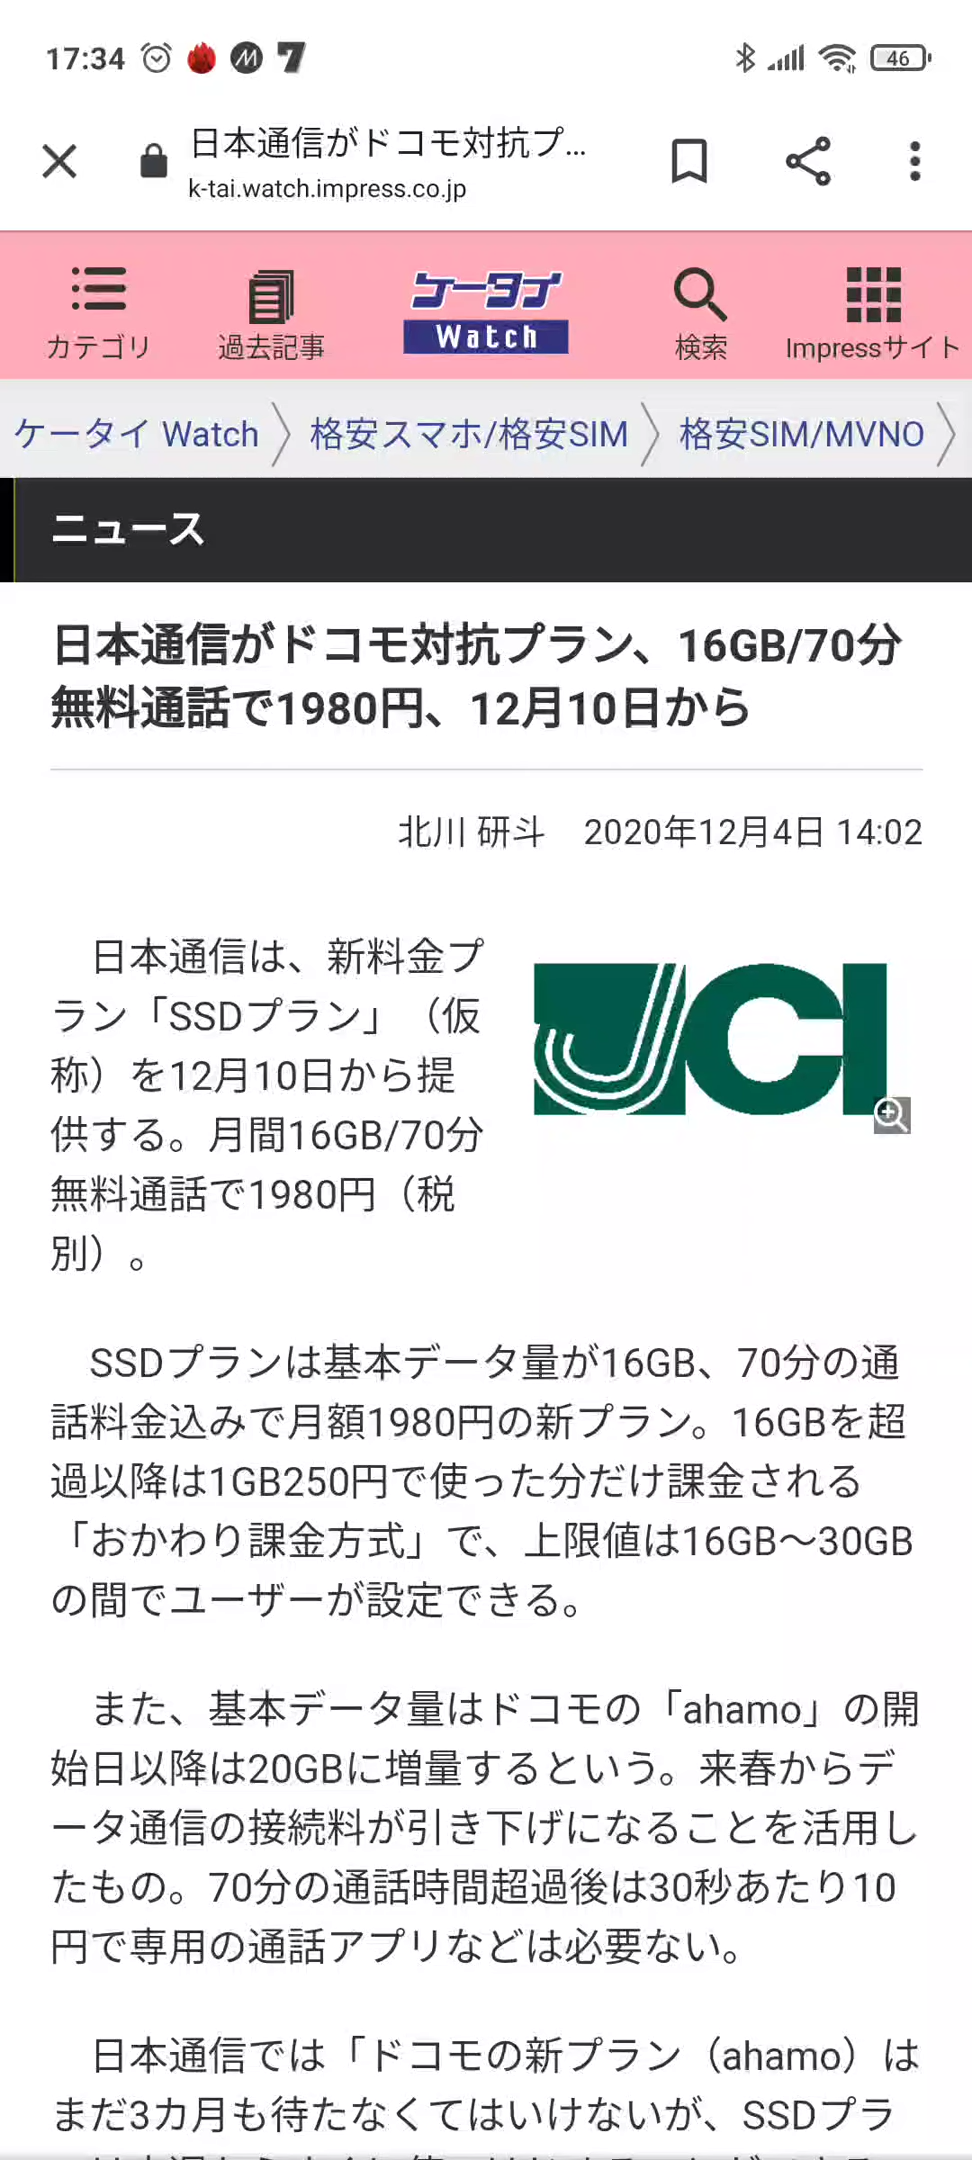 17:34
46
日本通信がドコモ対抗プ...
k-tai.watch.impress.co.jp
カテゴリ
過去記事
ケータイ
Watch
検索
Impressサイト
ケータイ Watch
格安スマホ/格安SIM
格安SIM/MVNO
ニュース
日本通信がドコモ対抗プラン、16GB/70分
無料通話で1980円、12月10日から
北川 研斗　2020年12月4日 14:02
日本通信は、新料金プ
ラン「SSDプラン」（仮
称）を12月10日から提
供する。月間16GB/70分
無料通話で1980円（税
別）。
JCI
SSDプランは基本データ量が16GB、70分の通
話料金込みで月額1980円の新プラン。16GBを超
過以降は1GB250円で使った分だけ課金される
「おかわり課金方式」で、上限値は16GB～30GB
の間でユーザーが設定できる。
また、基本データ量はドコモの「ahamo」の開
始日以降は20GBに増量するという。来春からデ
ータ通信の接続料が引き下げになることを活用し
たもの。70分の通話時間超過後は30秒あたり10
円で専用の通話アプリなどは必要ない。
日本通信では「ドコモの新プラン（ahamo）は
まだ3カ月も待たなくてはいけないが、SSDプラ